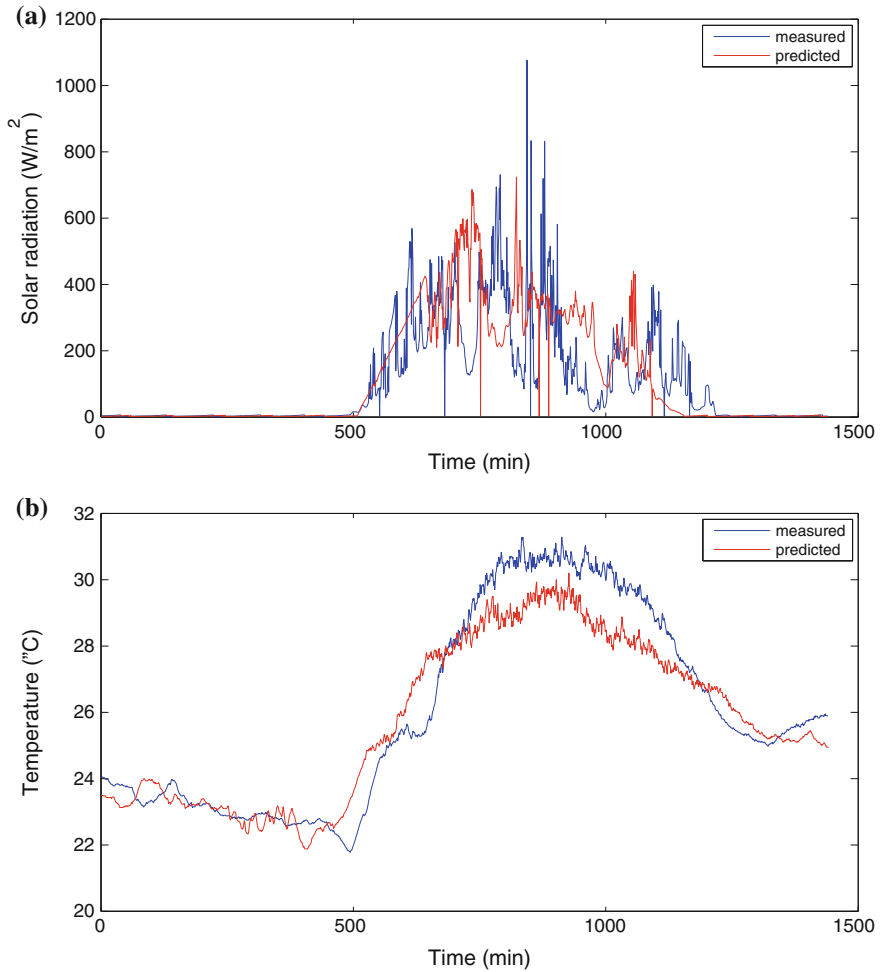 (a)
1200
1000
800
600
400
200
0
Solar radiation (W/m²)
measured
predicted
0
500
1000
1500
Time (min)
(b)
32
30
28
26
24
22
20
Temperature (”C)
measured
predicted
0
500
1000
1500
Time (min)